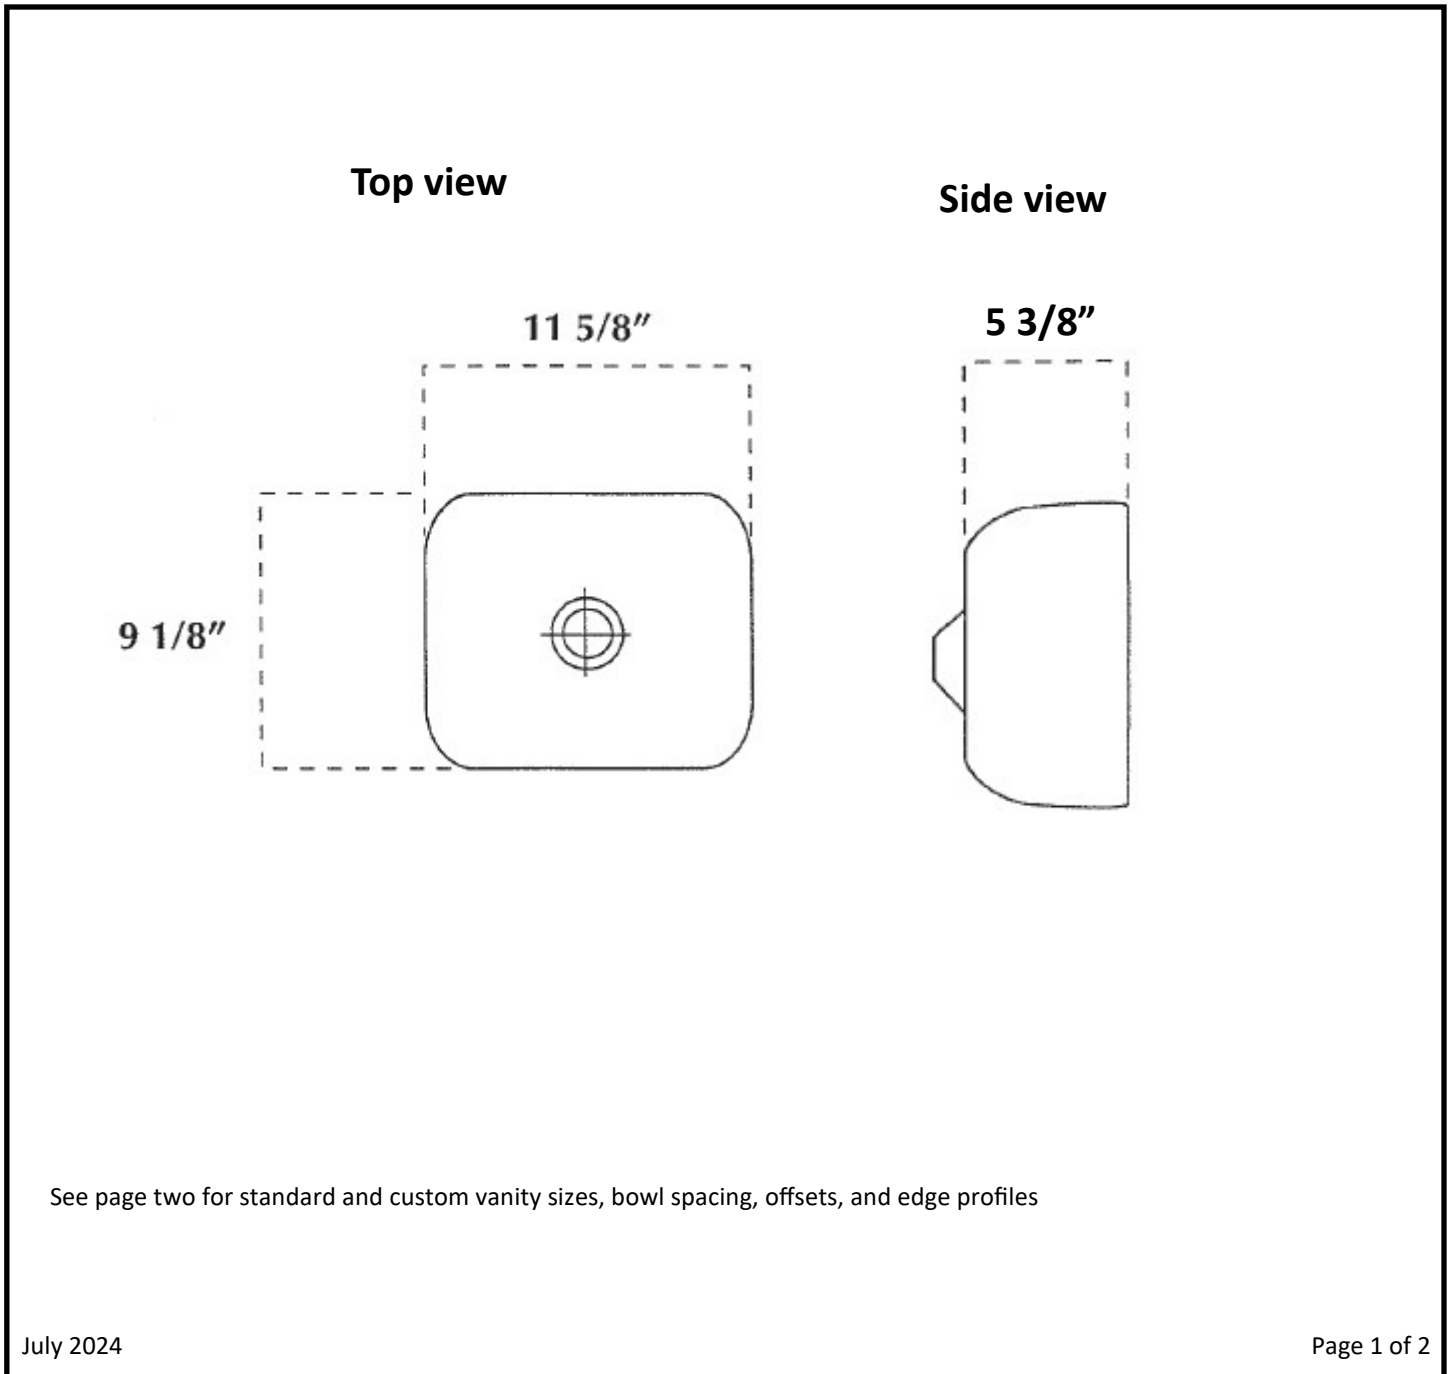 Top view
Side view
11 5/8″
5 3/8”
9 1/8″
See page two for standard and custom vanity sizes, bowl spacing, offsets, and edge profiles
July 2024
Page 1 of 2